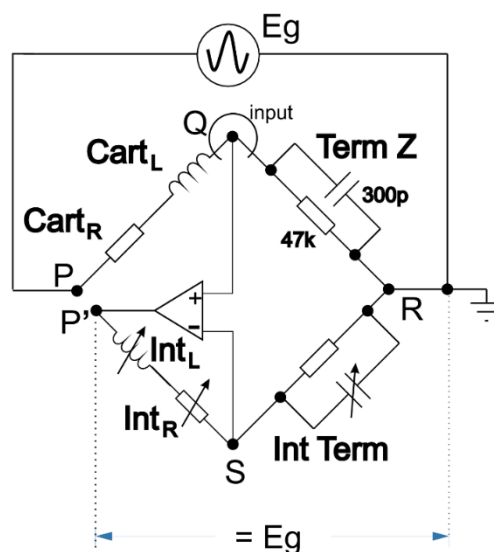 Eg
Q
input
Cart L
Term Z
300p
47k
Cart R
P
P'
+
-
R
Int L
Int R
Int Term
S
= Eg